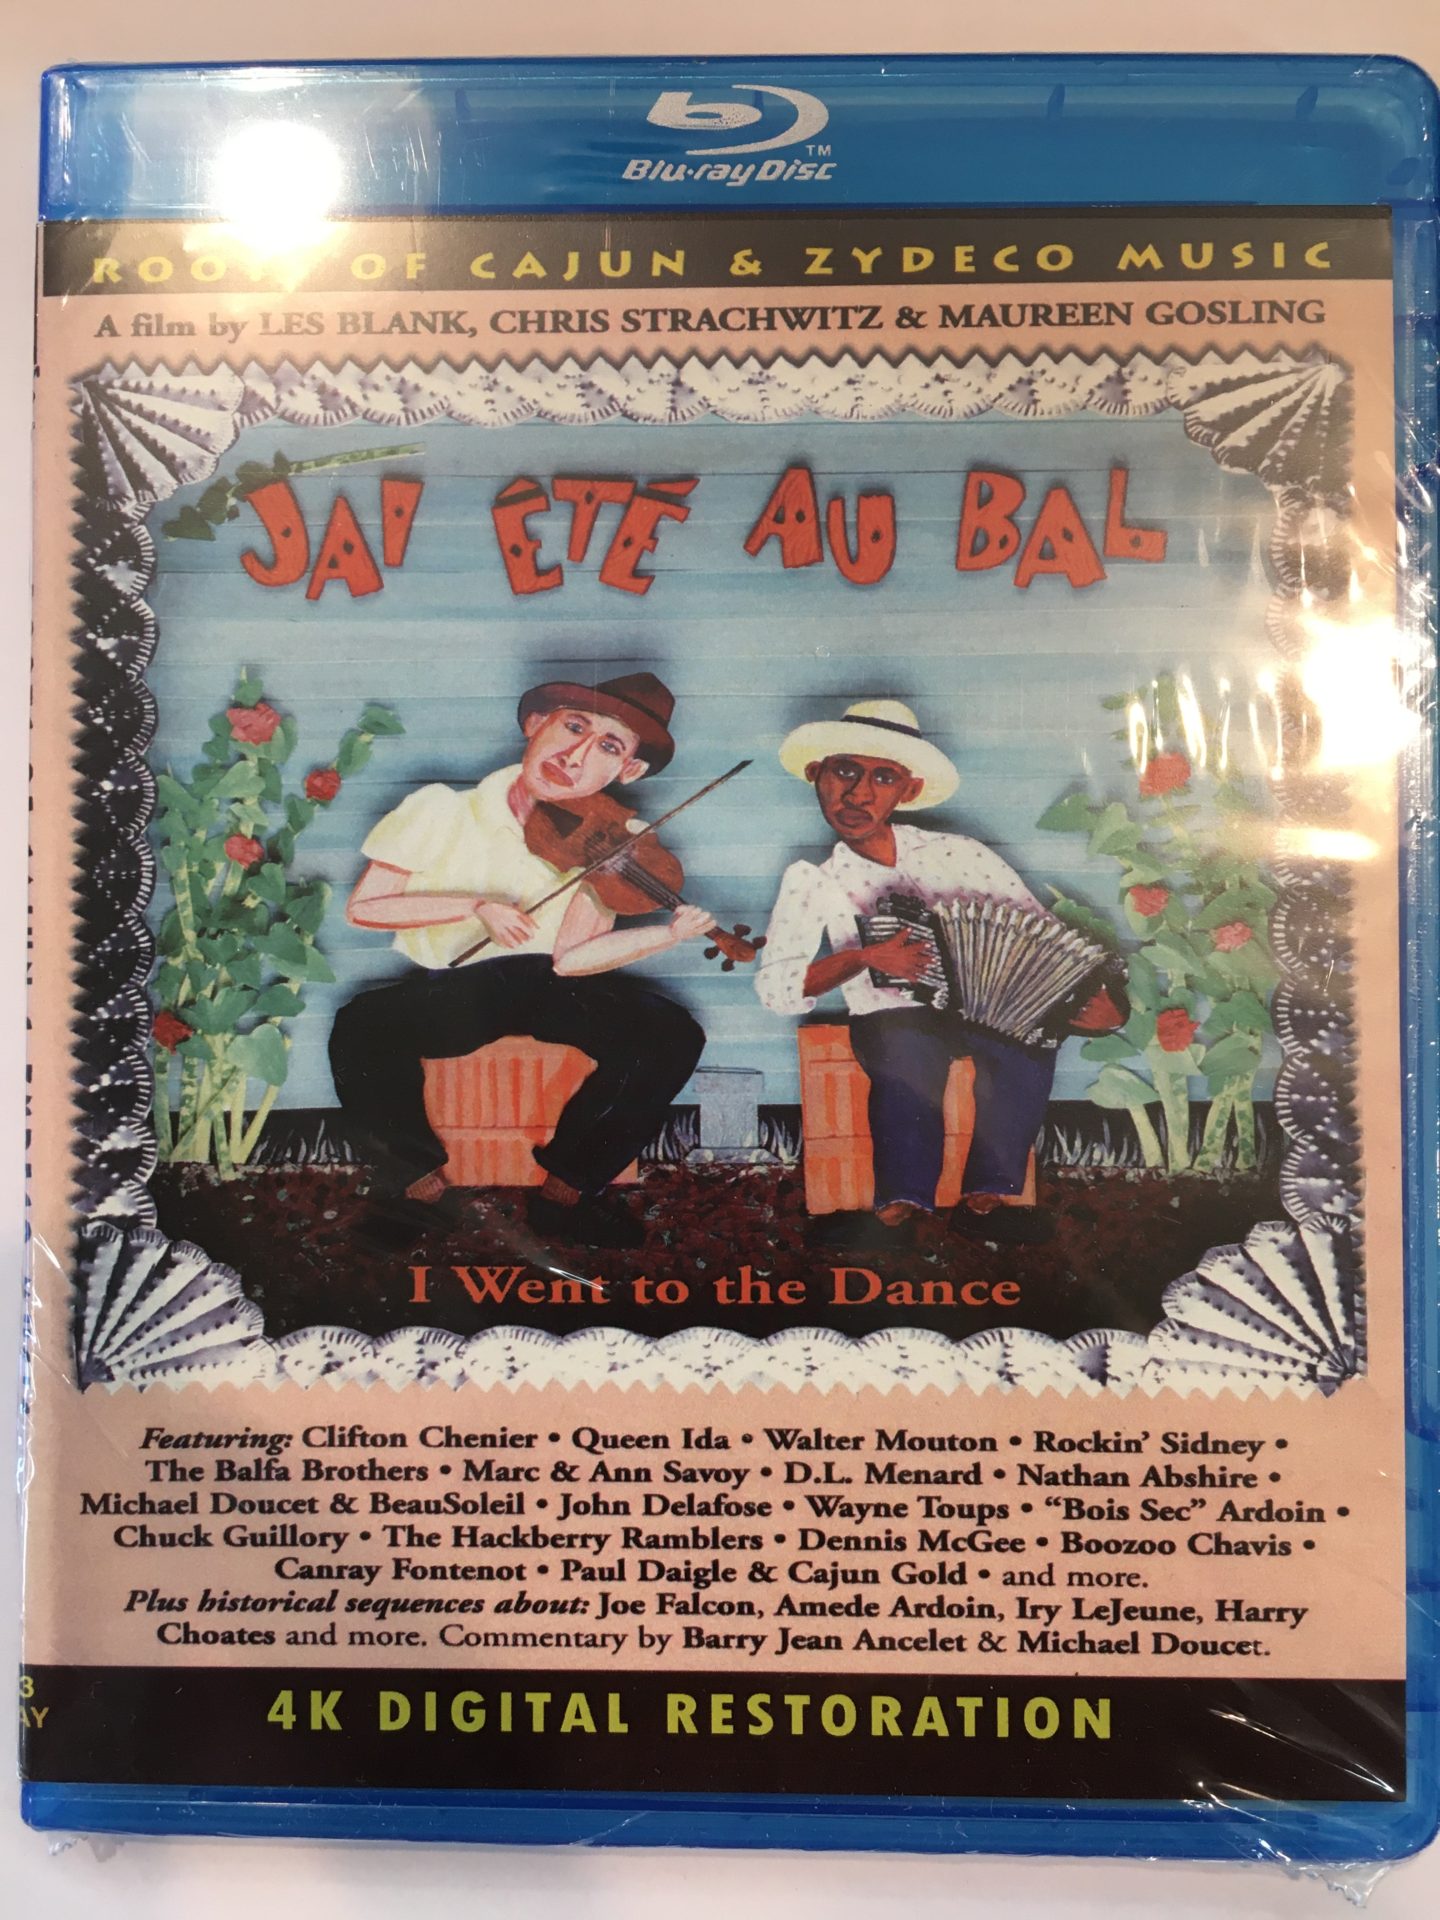 Blu-ray Disc™
ROOTS OF CAJUN & ZYDECO MUSIC
A film by LES BLANK, CHRIS STRACHWITZ & MAUREEN GOSLING
JAI ÉTÉ AU BAL
I Went to the Dance
Featuring: Clifton Chenier • Queen Ida • Walter Mouton • Rockin' Sidney •
The Balfa Brothers • Marc & Ann Savoy • D.L. Menard • Nathan Abshire •
Michael Doucet & BeauSoleil • John Delafose • Wayne Toups • “Bois Sec” Ardoin •
Chuck Guillory • The Hackberry Ramblers • Dennis McGee • Boozoo Chavis •
Canray Fontenot • Paul Daigle & Cajun Gold • and more.
Plus historical sequences about: Joe Falcon, Amede Ardoin, Iry LeJeune, Harry
Choates and more. Commentary by Barry Jean Ancelet & Michael Doucet.
4K DIGITAL RESTORATION